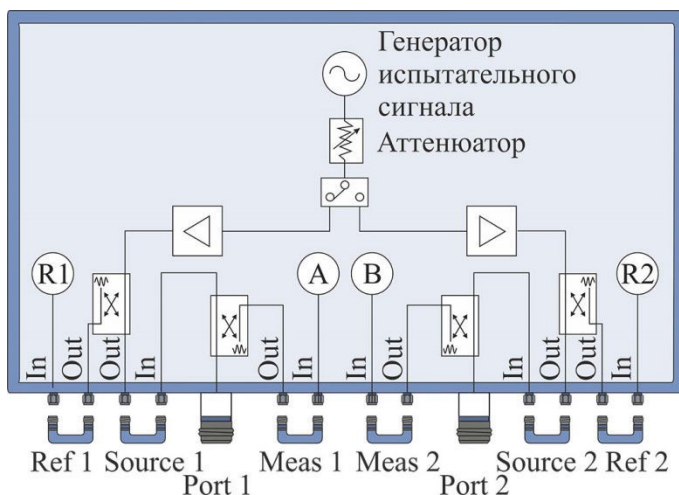 Генератор
испытательного
сигнала
Аттенюатор
R1 A B R2
In Out Out In Out In In Out In Out Out In
Ref 1 Source 1 Meas 1 Meas 2 Source 2 Ref 2
Port 1 Port 2